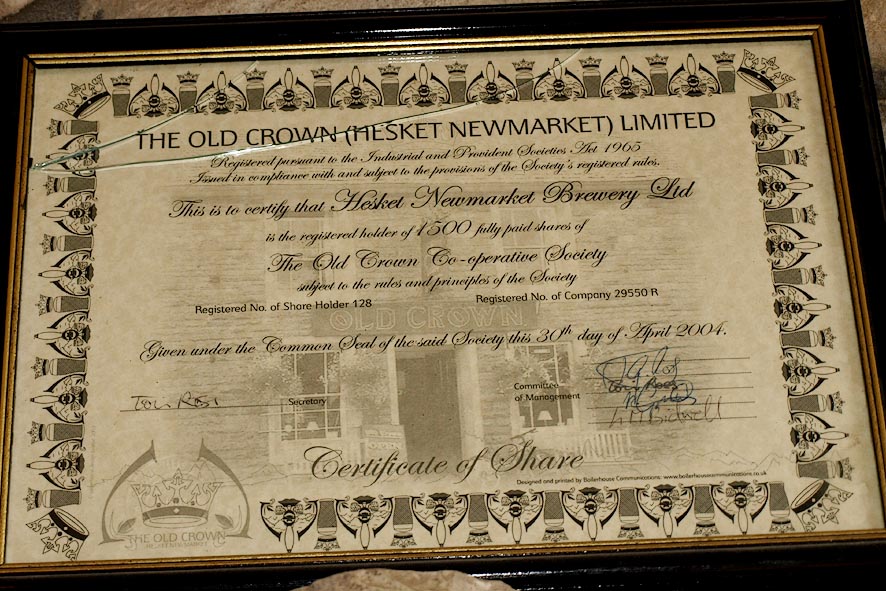 THE OLD CROWN (HESKET NEWMARKET) LIMITED
Registered pursuant to the Industrial and Provident Societies Act 1965
Issued in compliance with and subject to the provisions of the Society's registered rules.
This is to certify that Hesket Newmarket Brewery Ltd
is the registered holder of 1500 fully paid shares of
The Old Crown Co-operative Society
subject to the rules and principles of the Society
Registered No. of Share Holder 128 Registered No. of Company 29550 R
OLD CROWN
Given under the Common Seal of the said Society this 30th day of April 2004.
Secretary
Committee
of Management
Certificate of Share
Designed and printed by Boilerhouse Communications: www.boilerhousecommunications.co.uk
THE OLD CROWN
HESKET NEWMARKET